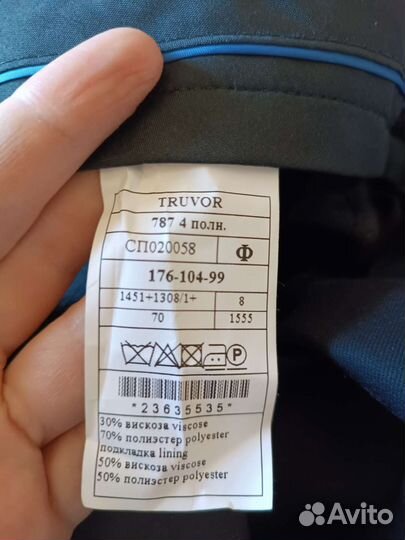 TRUVOR
787 4 полн.
СП020058 Ф
176-104-99
1451+1308/1+ 8
70 1555
P
*23635535*
30% вискоза viscose
70% полиэстер polyester
подкладка lining
50% вискоза viscose
50% полиэстер polyester
Avito